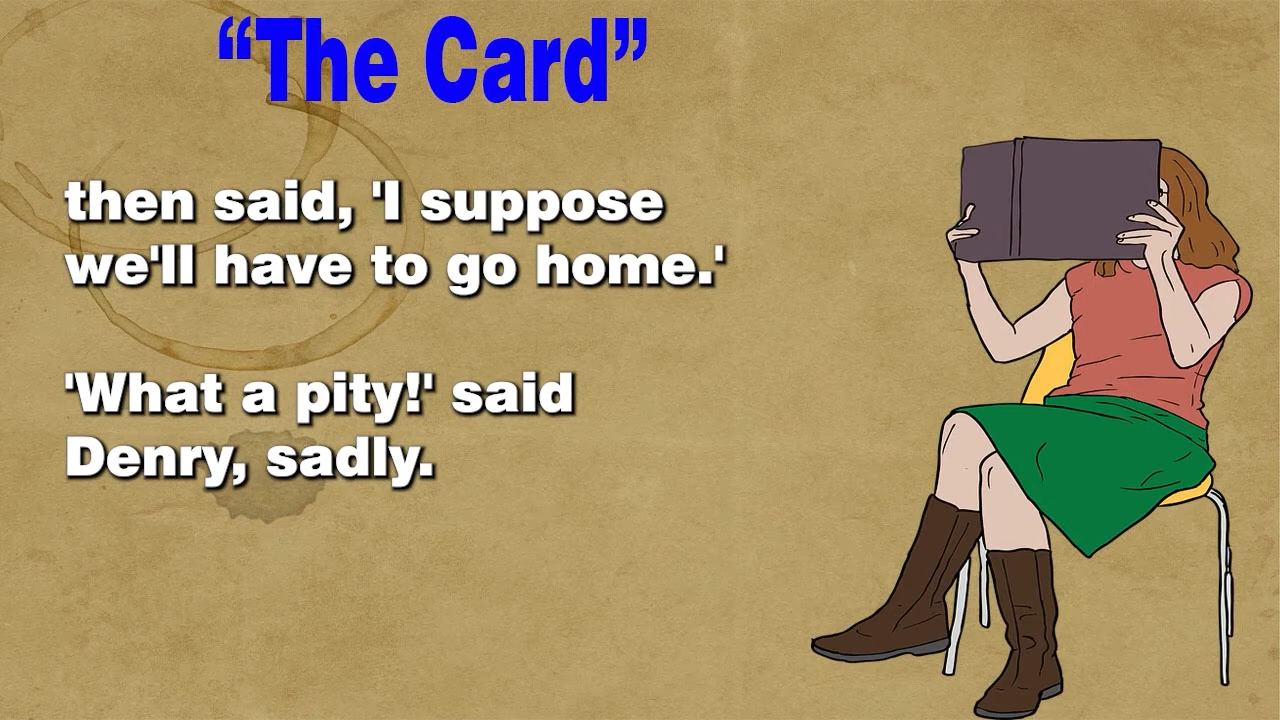 “The Card”
then said, 'I suppose
we'll have to go home.'
'What a pity!' said
Denry, sadly.